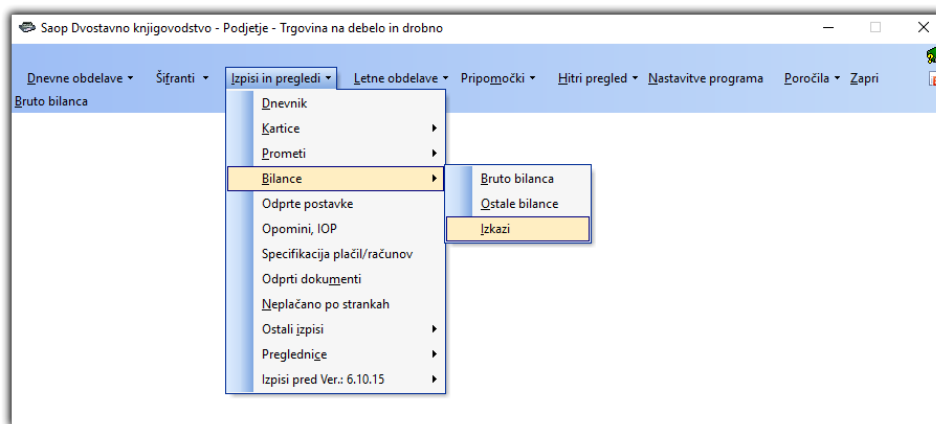 Saop Dvostavno knjigovodstvo - Podjetje - Trgovina na debelo in drobno
Dnevne obdelave Šifranti Izpisi in pregledi Letne obdelave Pripomočki Hitri pregled Nastavitve programa Poročila Zapri
Bruto bilanca
Dnevnik
Kartice
Prometi
Bilance
Bruto bilanca
Ostale bilance
Izkazi
Odprte postavke
Opomini, IOP
Specifikacija plačil/računov
Odprti dokumenti
Neplačano po strankah
Ostali izpisi
Preglednice
Izpisi pred Ver.: 6.10.15